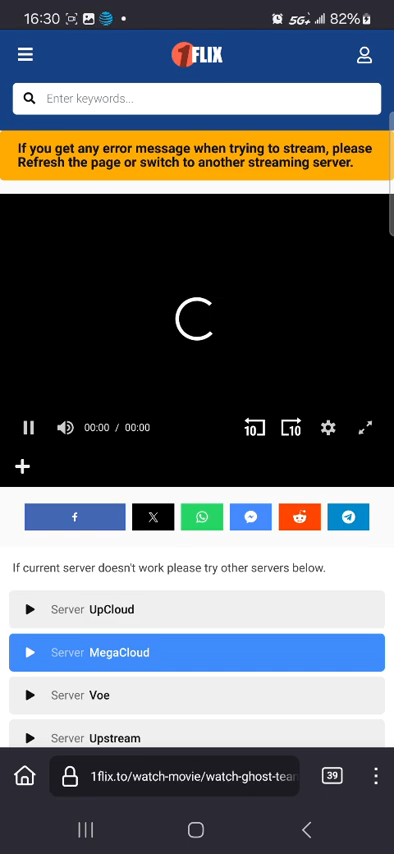 16:30 5G+ 82%
1FLIX
Enter keywords...
If you get any error message when trying to stream, please
Refresh the page or switch to another streaming server.
10 10
00:00 / 00:00
If current server doesn't work please try other servers below.
Server UpCloud
Server MegaCloud
Server Voe
Server Upstream
1flix.to/watch-movie/watch-ghost-tea
39